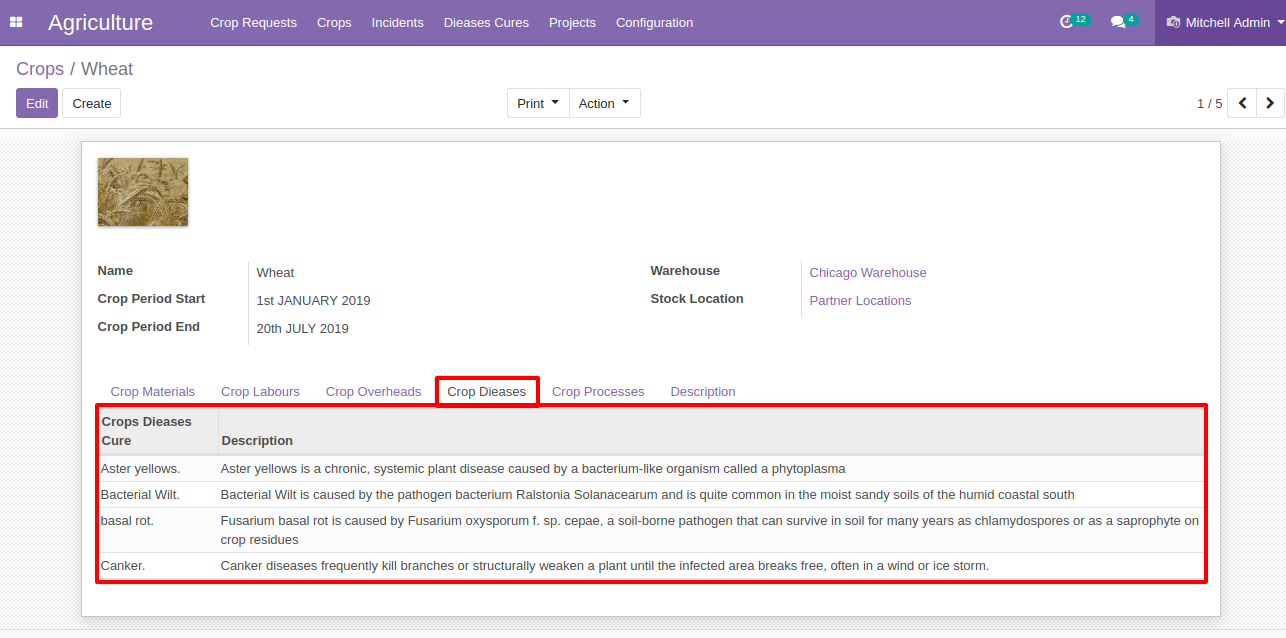 Agriculture Crop Requests Crops Incidents Dieases Cures Projects Configuration 12 4 Mitchell Admin
Crops / Wheat
Edit Create Print Action 1 / 5
Name Wheat Warehouse Chicago Warehouse
Crop Period Start 1st JANUARY 2019 Stock Location Partner Locations
Crop Period End 20th JULY 2019
Crop Materials Crop Labours Crop Overheads Crop Dieases Crop Processes Description
Crops Dieases
Cure Description
Aster yellows. Aster yellows is a chronic, systemic plant disease caused by a bacterium-like organism called a phytoplasma
Bacterial Wilt. Bacterial Wilt is caused by the pathogen bacterium Ralstonia Solanacearum and is quite common in the moist sandy soils of the humid coastal south
basal rot. Fusarium basal rot is caused by Fusarium oxysporum f. sp. cepae, a soil-borne pathogen that can survive in soil for many years as chlamydospores or as a saprophyte on
crop residues
Canker. Canker diseases frequently kill branches or structurally weaken a plant until the infected area breaks free, often in a wind or ice storm.